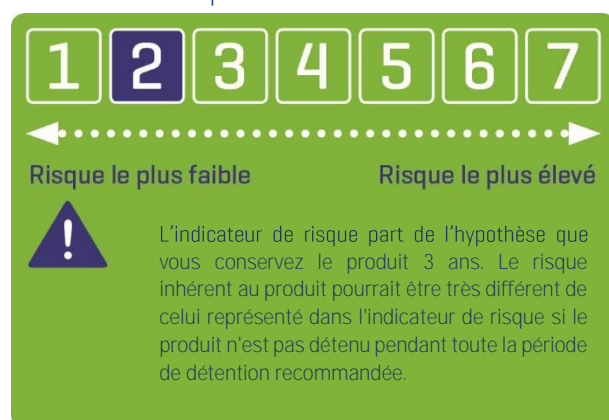 1 2 3 4 5 6 7
Risque le plus faible Risque le plus élevé
!
L'indicateur de risque part de l'hypothèse que
vous conservez le produit 3 ans. Le risque
inhérent au produit pourrait être très différent de
celui représenté dans l'indicateur de risque si le
produit n'est pas détenu pendant toute la période
de détention recommandée.